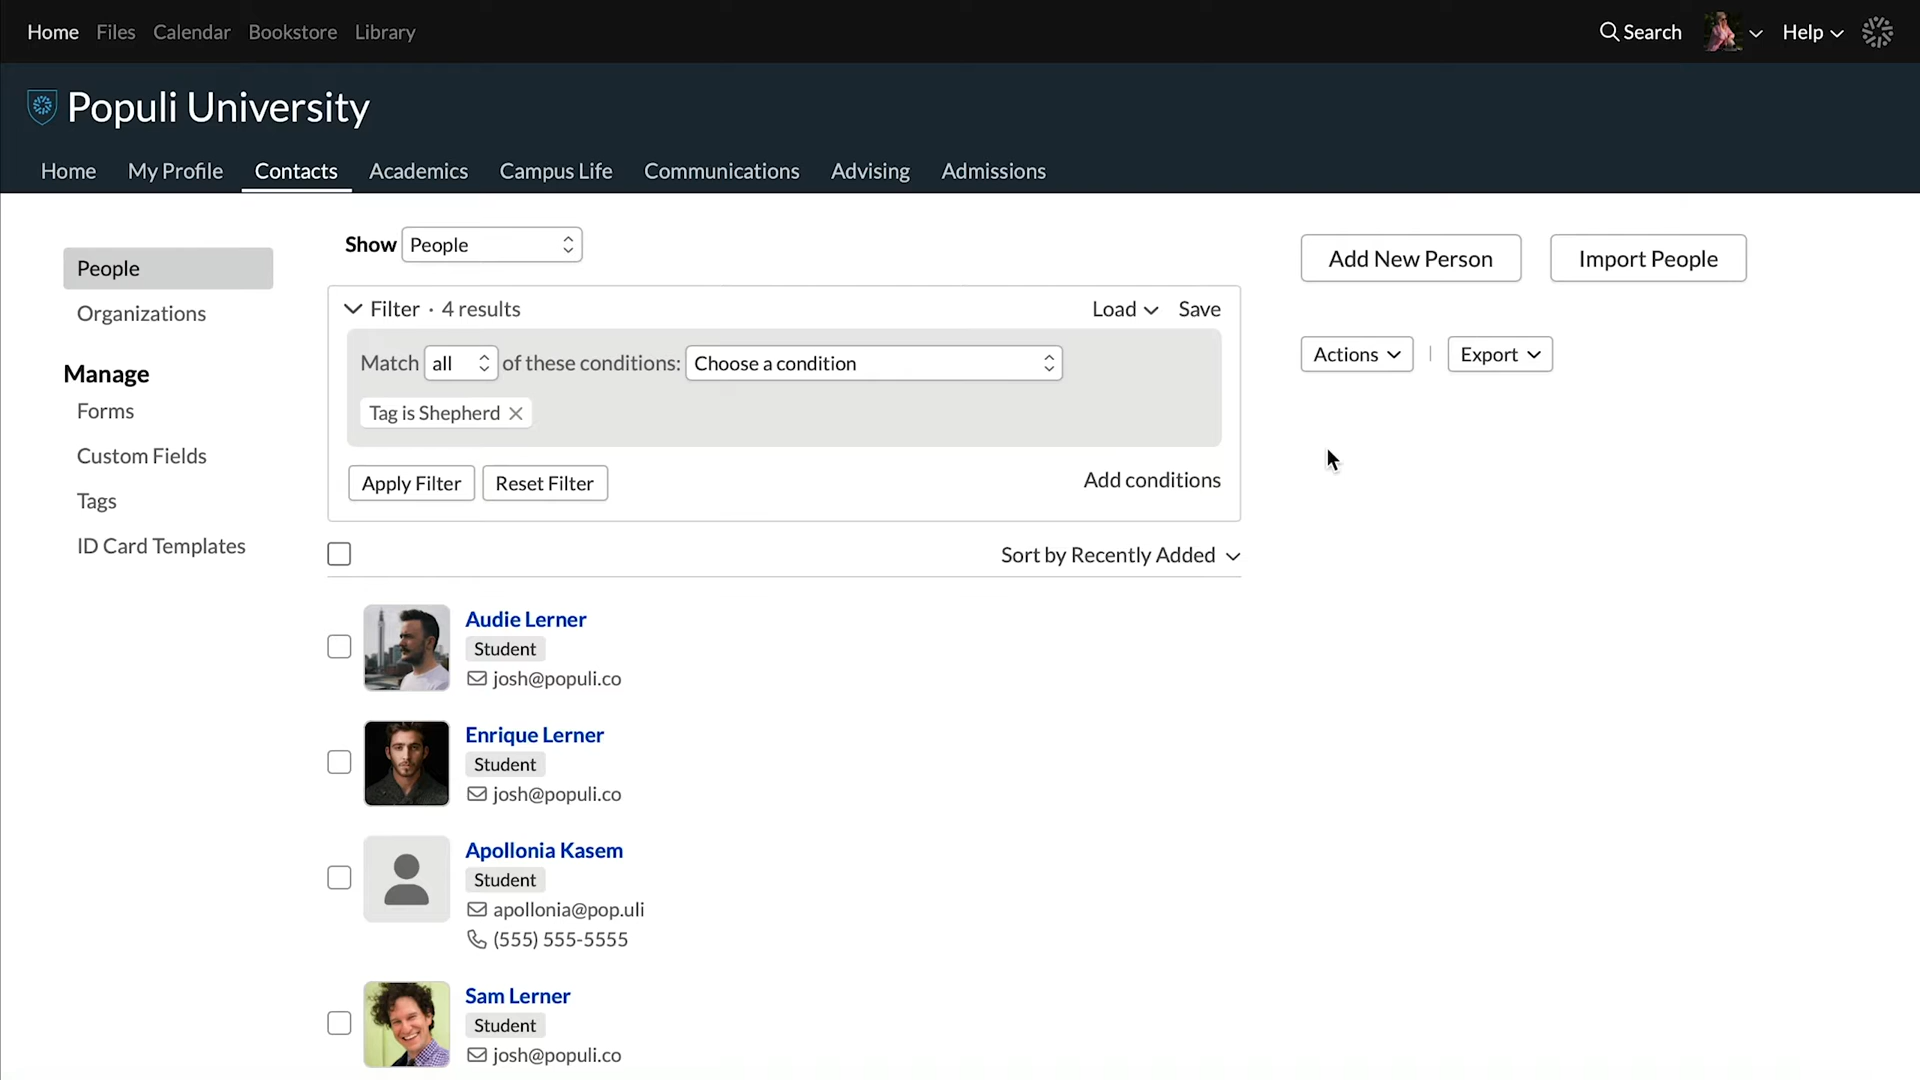 Home Files Calendar Bookstore Library Search Help
Populi University
Home My Profile Contacts Academics Campus Life Communications Advising Admissions
People
Organizations
Manage
Forms
Custom Fields
Tags
ID Card Templates
Show People
Filter · 4 results Load Save
Match all of these conditions: Choose a condition
Tag is Shepherd
Apply Filter Reset Filter Add conditions
Sort by Recently Added
Audie Lerner
Student
josh@populi.co
Enrique Lerner
Student
josh@populi.co
Apollonia Kasem
Student
apollonia@pop.uli
(555) 555-5555
Sam Lerner
Student
josh@populi.co
Add New Person Import People
Actions | Export